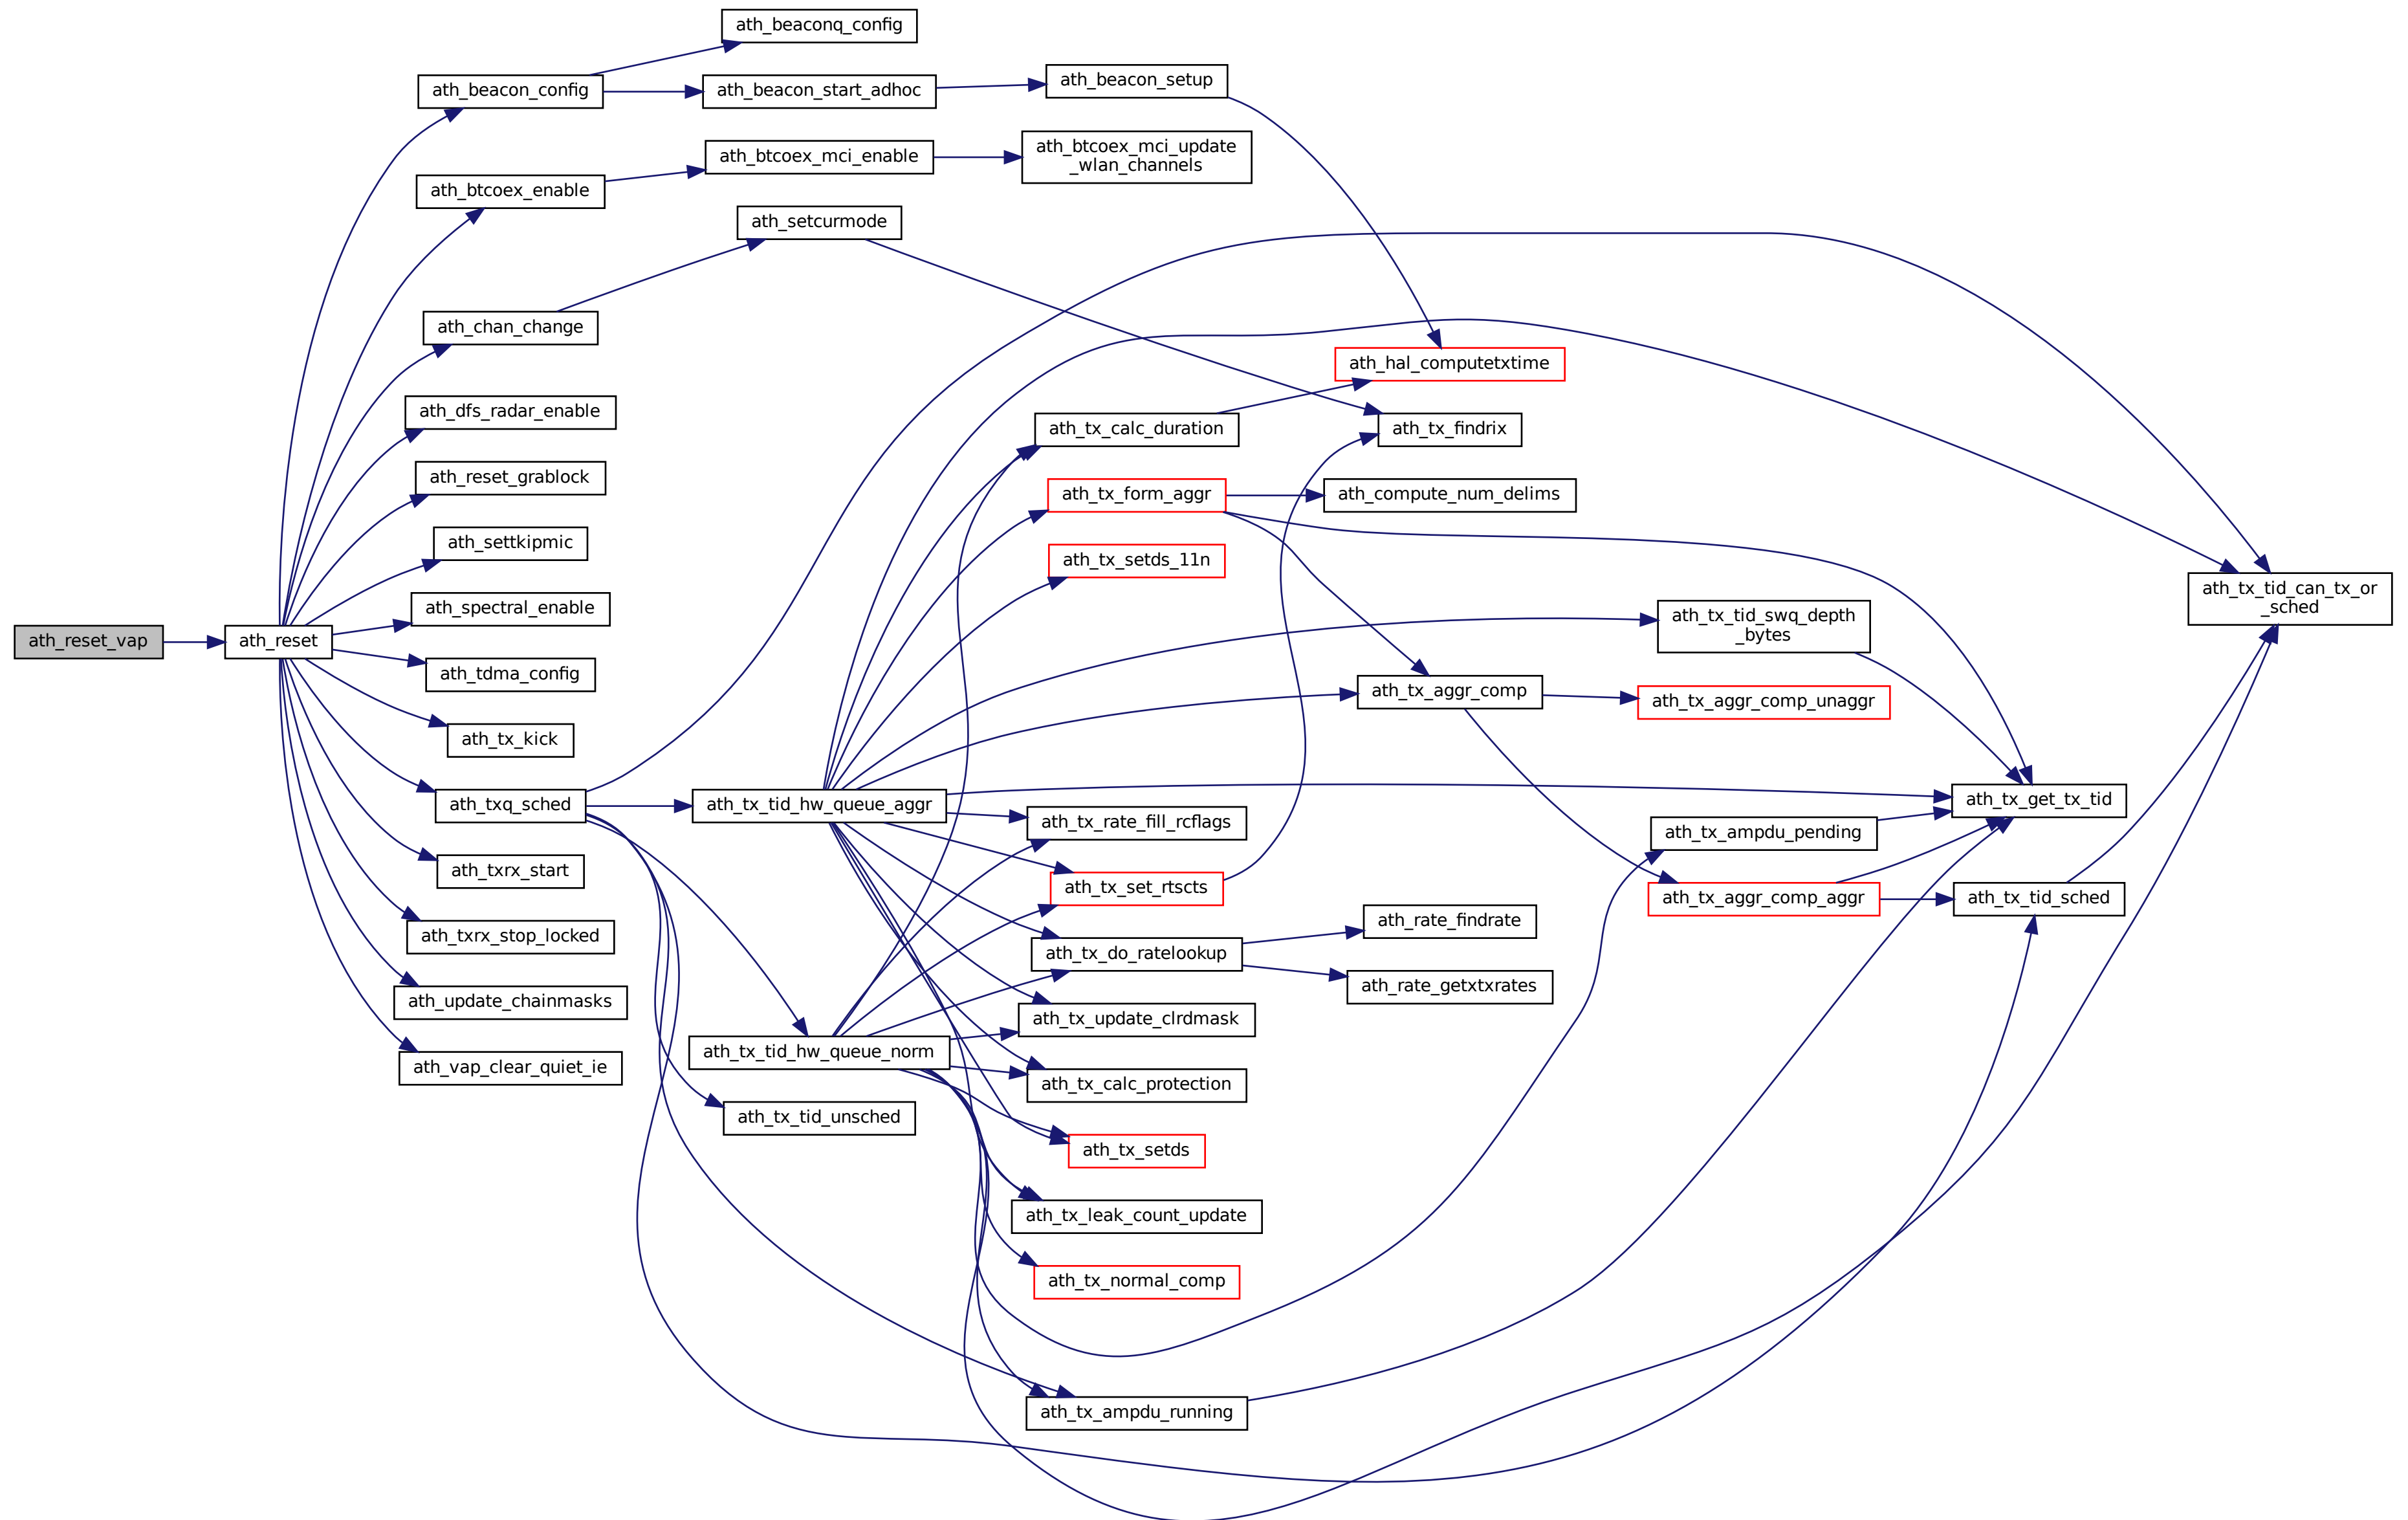 ath_reset_vap
ath_reset
ath_beacon_config
ath_btcoex_enable
ath_chan_change
ath_dfs_radar_enable
ath_reset_grablock
ath_settkipmic
ath_spectral_enable
ath_tdma_config
ath_tx_kick
ath_txq_sched
ath_txrx_start
ath_txrx_stop_locked
ath_update_chainmasks
ath_vap_clear_quiet_ie
ath_beaconq_config
ath_beacon_start_adhoc
ath_btcoex_mci_enable
ath_setcurmode
ath_tx_tid_hw_queue_aggr
ath_tx_tid_hw_queue_norm
ath_tx_tid_unsched
ath_beacon_setup
ath_btcoex_mci_update
_wlan_channels
ath_tx_calc_duration
ath_tx_form_aggr
ath_tx_setds_11n
ath_tx_rate_fill_rcflags
ath_tx_set_rtscts
ath_tx_do_ratelookup
ath_tx_update_clrdmask
ath_tx_calc_protection
ath_tx_setds
ath_tx_leak_count_update
ath_tx_normal_comp
ath_tx_ampdu_running
ath_hal_computetxtime
ath_tx_findrix
ath_compute_num_delims
ath_tx_aggr_comp
ath_rate_findrate
ath_rate_getxtxrates
ath_tx_tid_swq_depth
_bytes
ath_tx_aggr_comp_unaggr
ath_tx_ampdu_pending
ath_tx_aggr_comp_aggr
ath_tx_get_tx_tid
ath_tx_tid_sched
ath_tx_tid_can_tx_or
_sched